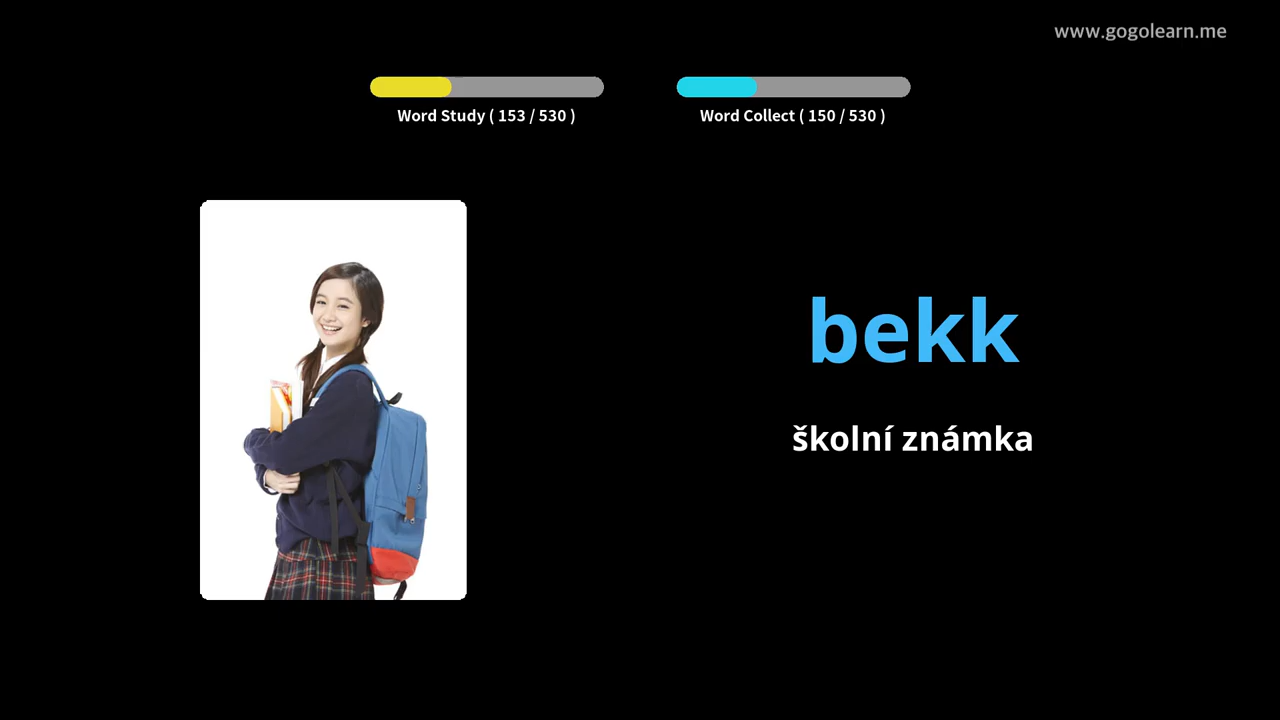 www.gogolearn.me
Word Study ( 153 / 530 )
Word Collect ( 150 / 530 )
bekk
školní známka